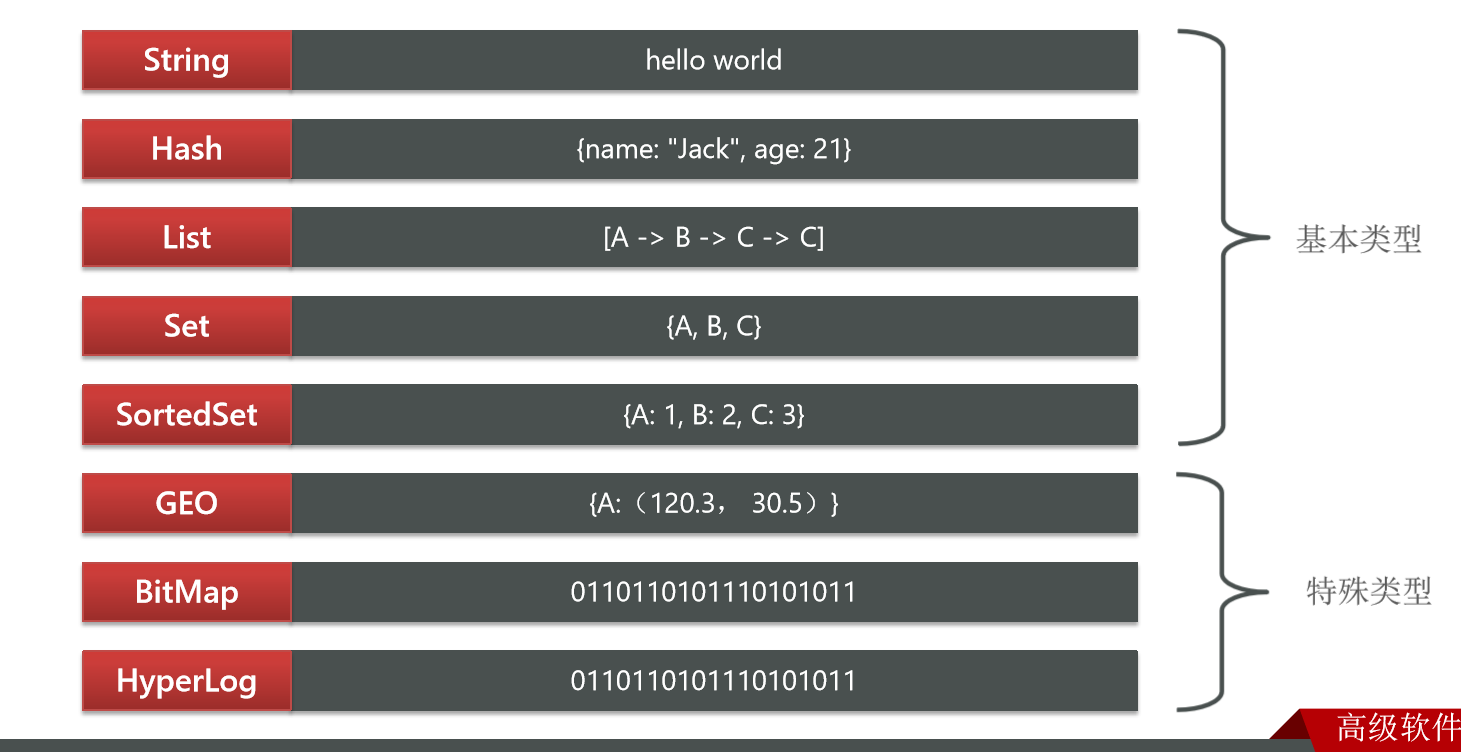 String hello world
Hash {name: "Jack", age: 21}
List [A -> B -> C -> C]
Set {A, B, C}
SortedSet {A: 1, B: 2, C: 3}
基本类型
GEO {A:（120.3， 30.5）}
BitMap 0110110101110101011
HyperLog 0110110101110101011
特殊类型
高级软件